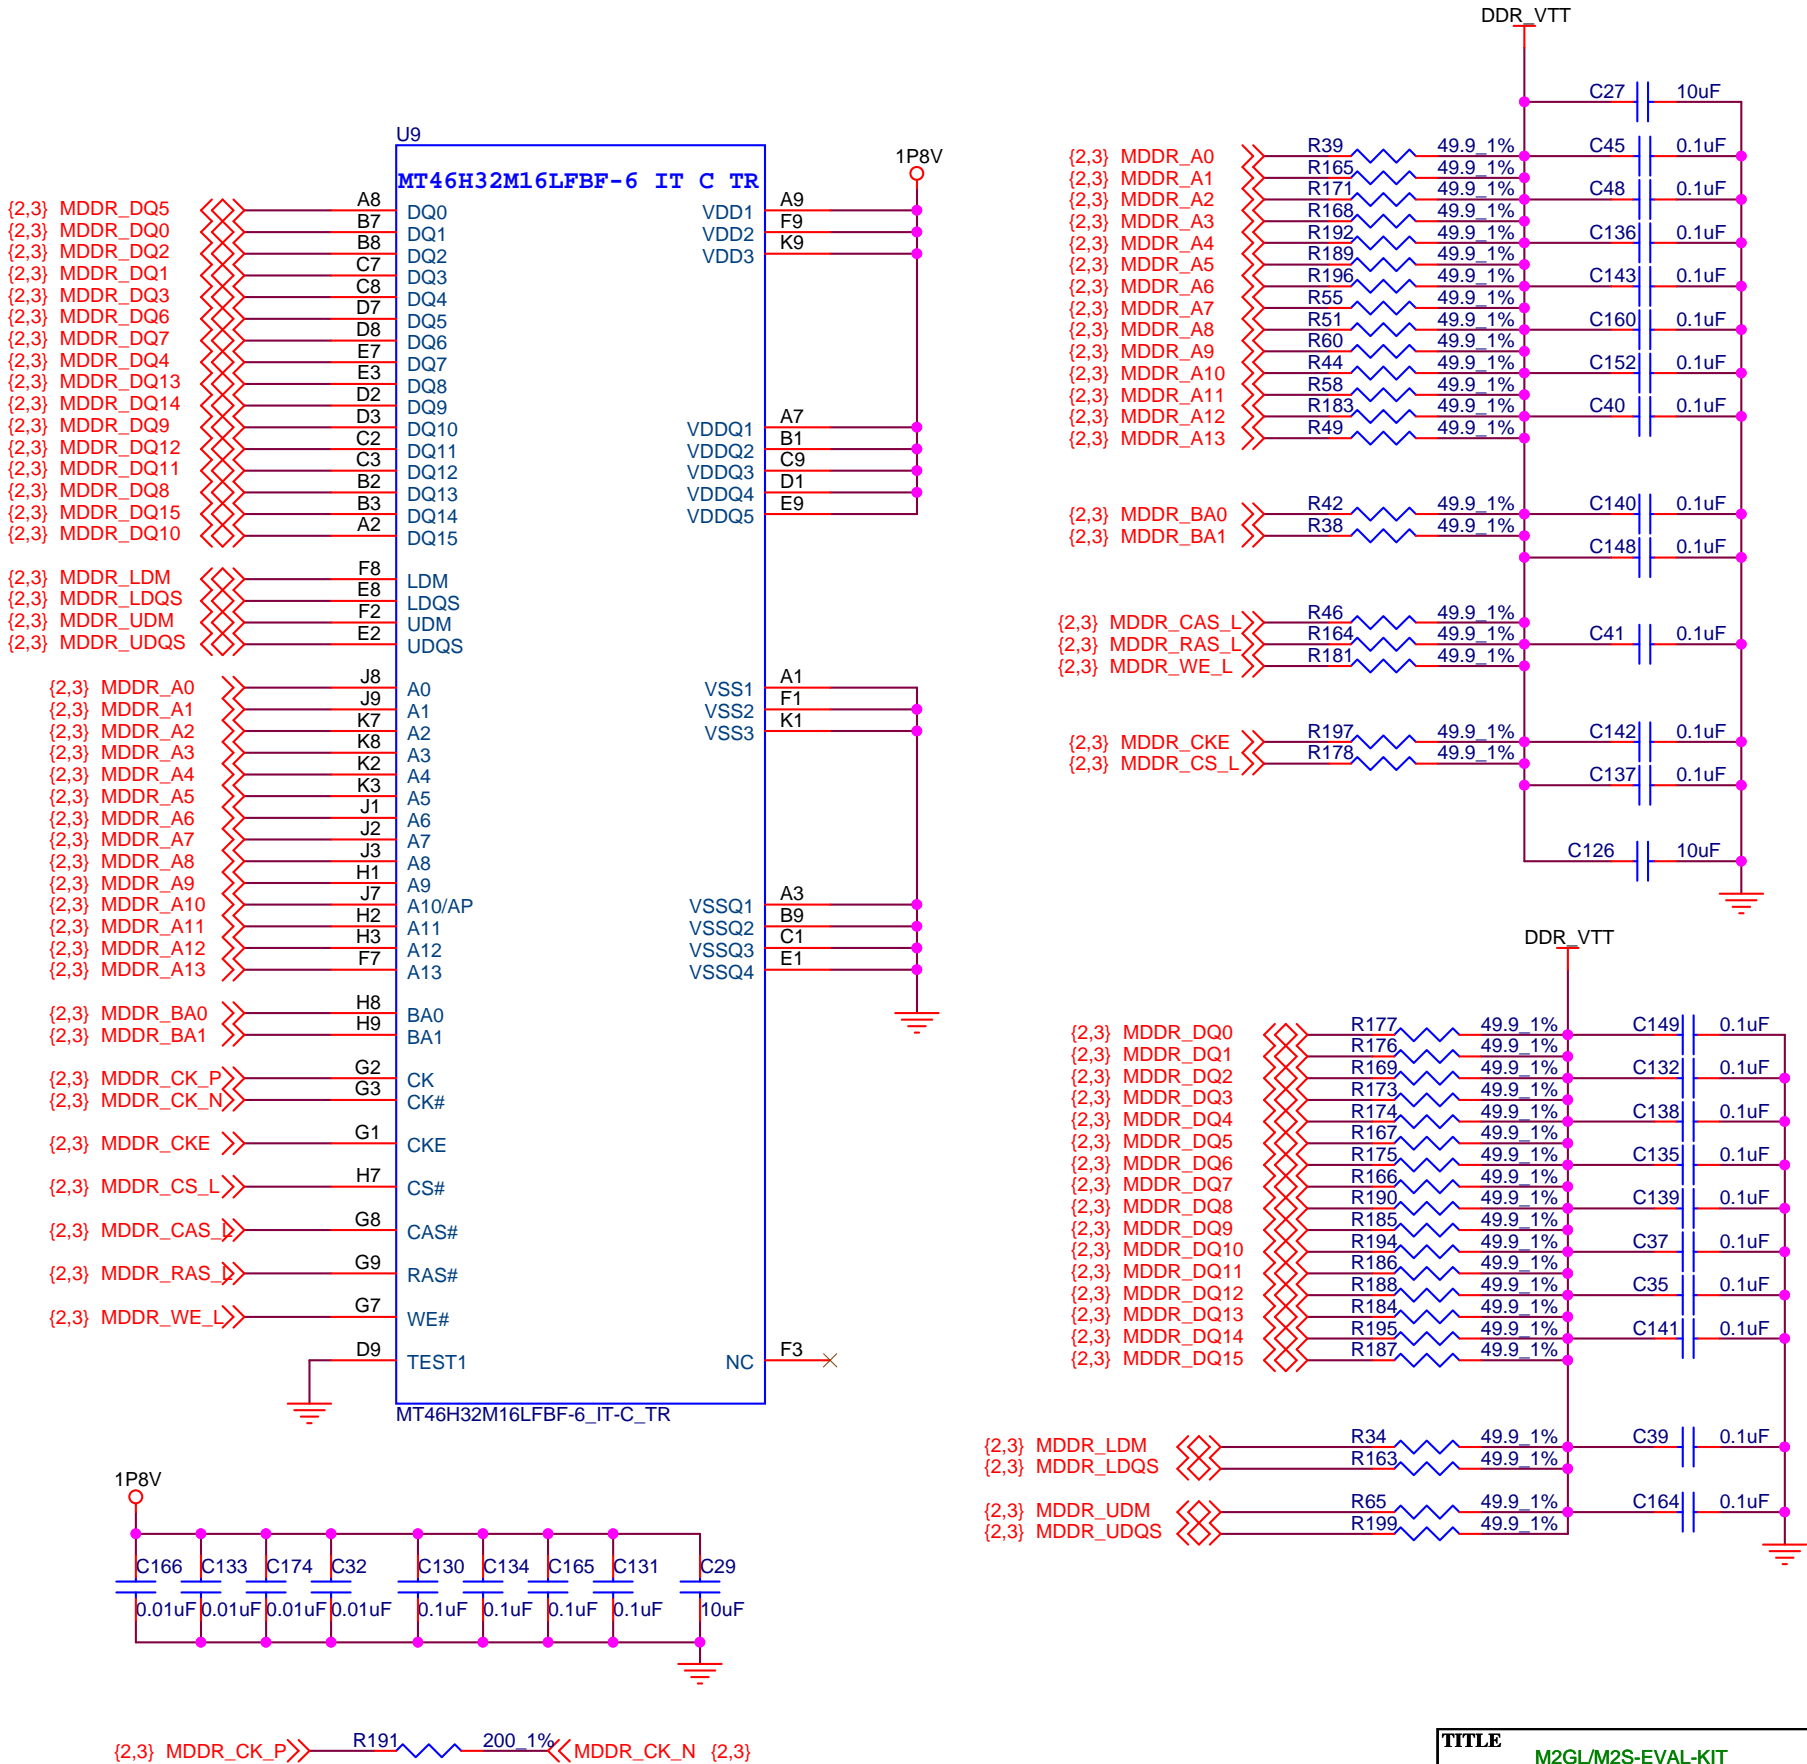 U9
MT46H32M16LFBF-6 IT C TR
{2,3} MDDR_DQ5 A8 DQ0
{2,3} MDDR_DQ0 B7 DQ1
{2,3} MDDR_DQ2 B8 DQ2
{2,3} MDDR_DQ1 C7 DQ3
{2,3} MDDR_DQ3 C8 DQ4
{2,3} MDDR_DQ6 D7 DQ5
{2,3} MDDR_DQ7 D8 DQ6
{2,3} MDDR_DQ4 E7 DQ7
{2,3} MDDR_DQ13 E3 DQ8
{2,3} MDDR_DQ14 D2 DQ9
{2,3} MDDR_DQ9 D3 DQ10
{2,3} MDDR_DQ12 C2 DQ11
{2,3} MDDR_DQ11 C3 DQ12
{2,3} MDDR_DQ8 B2 DQ13
{2,3} MDDR_DQ15 B3 DQ14
{2,3} MDDR_DQ10 A2 DQ15
{2,3} MDDR_LDM F8 LDM
{2,3} MDDR_LDQS E8 LDQS
{2,3} MDDR_UDM F2 UDM
{2,3} MDDR_UDQS E2 UDQS
{2,3} MDDR_A0 J8 A0
{2,3} MDDR_A1 J9 A1
{2,3} MDDR_A2 K7 A2
{2,3} MDDR_A3 K8 A3
{2,3} MDDR_A4 K2 A4
{2,3} MDDR_A5 K3 A5
{2,3} MDDR_A6 J1 A6
{2,3} MDDR_A7 J2 A7
{2,3} MDDR_A8 J3 A8
{2,3} MDDR_A9 H1 A9
{2,3} MDDR_A10 J7 A10/AP
{2,3} MDDR_A11 H2 A11
{2,3} MDDR_A12 H3 A12
{2,3} MDDR_A13 F7 A13
{2,3} MDDR_BA0 H8 BA0
{2,3} MDDR_BA1 H9 BA1
{2,3} MDDR_CK_P G2 CK
{2,3} MDDR_CK_N G3 CK#
{2,3} MDDR_CKE G1 CKE
{2,3} MDDR_CS_L H7 CS#
{2,3} MDDR_CAS_L G8 CAS#
{2,3} MDDR_RAS_L G9 RAS#
{2,3} MDDR_WE_L G7 WE#
D9 TEST1
1P8V
VDD1 A9
VDD2 F9
VDD3 K9
VDDQ1 A7
VDDQ2 B1
VDDQ3 C9
VDDQ4 D1
VDDQ5 E9
VSS1 A1
VSS2 F1
VSS3 K1
VSSQ1 A3
VSSQ2 B9
VSSQ3 C1
VSSQ4 E1
NC F3
MT46H32M16LFBF-6_IT-C_TR
1P8V
C166 C133 C174 C32 C130 C134 C165 C131 C29
0.01uF 0.01uF 0.01uF 0.01uF 0.1uF 0.1uF 0.1uF 0.1uF 10uF
{2,3} MDDR_CK_P R191 200_1% MDDR_CK_N {2,3}
DDR_VTT
C27 10uF
{2,3} MDDR_A0 R39 49.9_1% C45 0.1uF
{2,3} MDDR_A1 R165 49.9_1%
{2,3} MDDR_A2 R171 49.9_1% C48 0.1uF
{2,3} MDDR_A3 R168 49.9_1%
{2,3} MDDR_A4 R192 49.9_1% C136 0.1uF
{2,3} MDDR_A5 R189 49.9_1%
{2,3} MDDR_A6 R196 49.9_1% C143 0.1uF
{2,3} MDDR_A7 R55 49.9_1%
{2,3} MDDR_A8 R51 49.9_1% C160 0.1uF
{2,3} MDDR_A9 R60 49.9_1%
{2,3} MDDR_A10 R44 49.9_1% C152 0.1uF
{2,3} MDDR_A11 R58 49.9_1%
{2,3} MDDR_A12 R183 49.9_1% C40 0.1uF
{2,3} MDDR_A13 R49 49.9_1%
{2,3} MDDR_BA0 R42 49.9_1% C140 0.1uF
{2,3} MDDR_BA1 R38 49.9_1%
C148 0.1uF
{2,3} MDDR_CAS_L R46 49.9_1%
{2,3} MDDR_RAS_L R164 49.9_1% C41 0.1uF
{2,3} MDDR_WE_L R181 49.9_1%
{2,3} MDDR_CKE R197 49.9_1% C142 0.1uF
{2,3} MDDR_CS_L R178 49.9_1%
C137 0.1uF
C126 10uF
DDR_VTT
{2,3} MDDR_DQ0 R177 49.9_1% C149 0.1uF
{2,3} MDDR_DQ1 R176 49.9_1%
{2,3} MDDR_DQ2 R169 49.9_1% C132 0.1uF
{2,3} MDDR_DQ3 R173 49.9_1%
{2,3} MDDR_DQ4 R174 49.9_1% C138 0.1uF
{2,3} MDDR_DQ5 R167 49.9_1%
{2,3} MDDR_DQ6 R175 49.9_1% C135 0.1uF
{2,3} MDDR_DQ7 R166 49.9_1%
{2,3} MDDR_DQ8 R190 49.9_1% C139 0.1uF
{2,3} MDDR_DQ9 R185 49.9_1%
{2,3} MDDR_DQ10 R194 49.9_1% C37 0.1uF
{2,3} MDDR_DQ11 R186 49.9_1%
{2,3} MDDR_DQ12 R188 49.9_1% C35 0.1uF
{2,3} MDDR_DQ13 R184 49.9_1%
{2,3} MDDR_DQ14 R195 49.9_1% C141 0.1uF
{2,3} MDDR_DQ15 R187 49.9_1%
{2,3} MDDR_LDM R34 49.9_1% C39 0.1uF
{2,3} MDDR_LDQS R163 49.9_1%
{2,3} MDDR_UDM R65 49.9_1% C164 0.1uF
{2,3} MDDR_UDQS R199 49.9_1%
TITLE
M2GL/M2S-EVAL-KIT